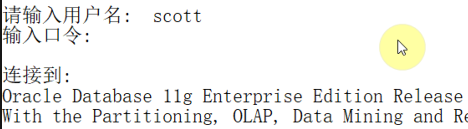 请输入用户名:  scott
输入口令:
连接到:
Oracle Database 11g Enterprise Edition Release
With the Partitioning, OLAP, Data Mining and